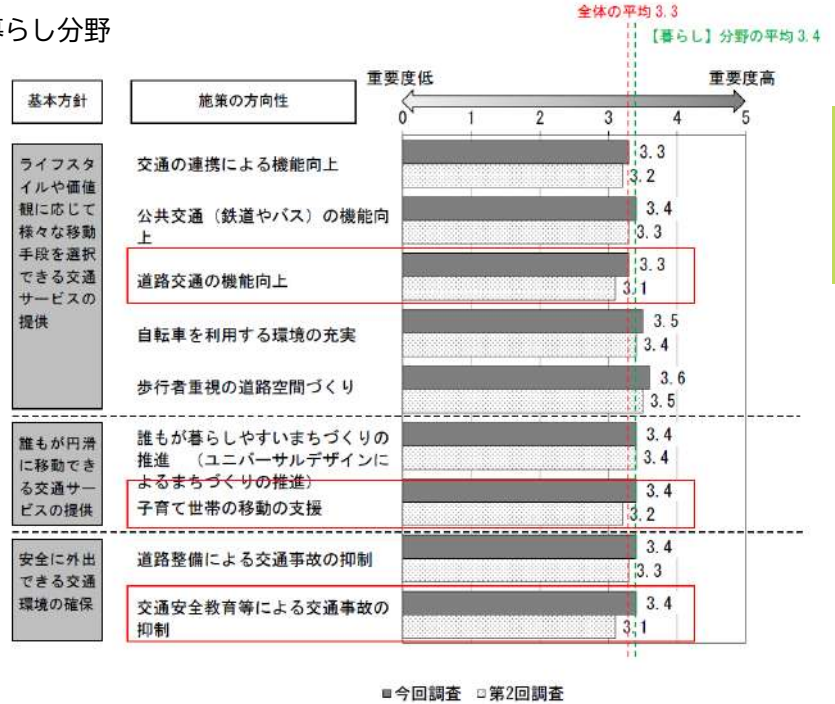 暮らし分野
全体の平均 3.3
【暮らし】分野の平均 3.4
重要度低
重要度高
基本方針
施策の方向性
0 1 2 3 4 5
ライフスタ
イルや価値
観に応じて
様々な移動
手段を選択
できる交通
サービスの
提供
交通の連携による機能向上
3.3
3.2
公共交通（鉄道やバス）の機能向
上
3.4
3.3
道路交通の機能向上
3.3
3.1
自転車を利用する環境の充実
3.5
3.4
歩行者重視の道路空間づくり
3.6
3.5
誰もが円滑
に移動でき
る交通サー
ビスの提供
誰もが暮らしやすいまちづくりの
推進　（ユニバーサルデザインに
よるまちづくりの推進）
3.4
3.4
子育て世帯の移動の支援
3.4
3.2
安全に外出
できる交通
環境の確保
道路整備による交通事故の抑制
3.4
3.3
交通安全教育等による交通事故の
抑制
3.4
3.1
■今回調査 □第2回調査